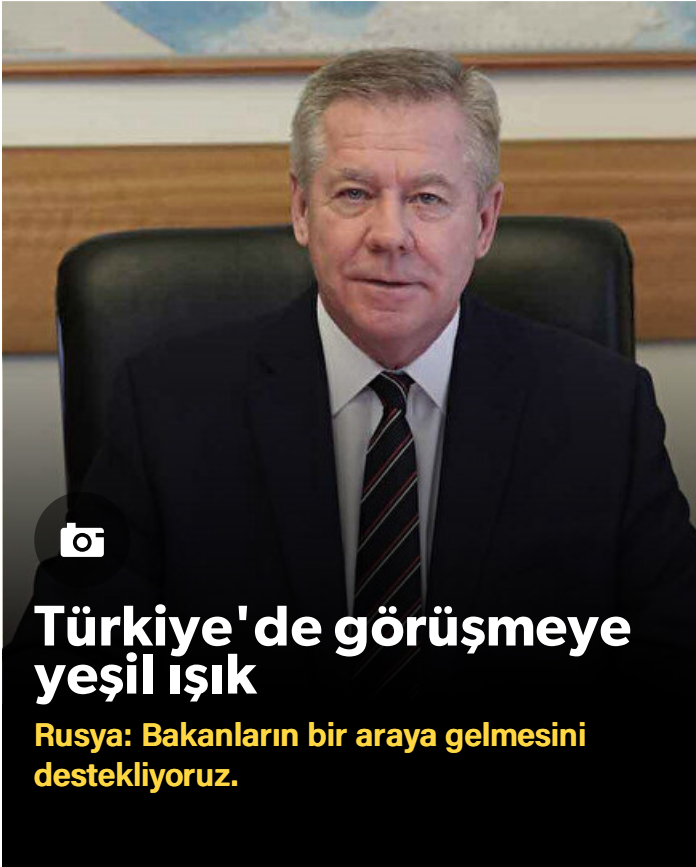 Türkiye'de görüşmeye
yeşil ışık
Rusya: Bakanların bir araya gelmesini
destekliyoruz.